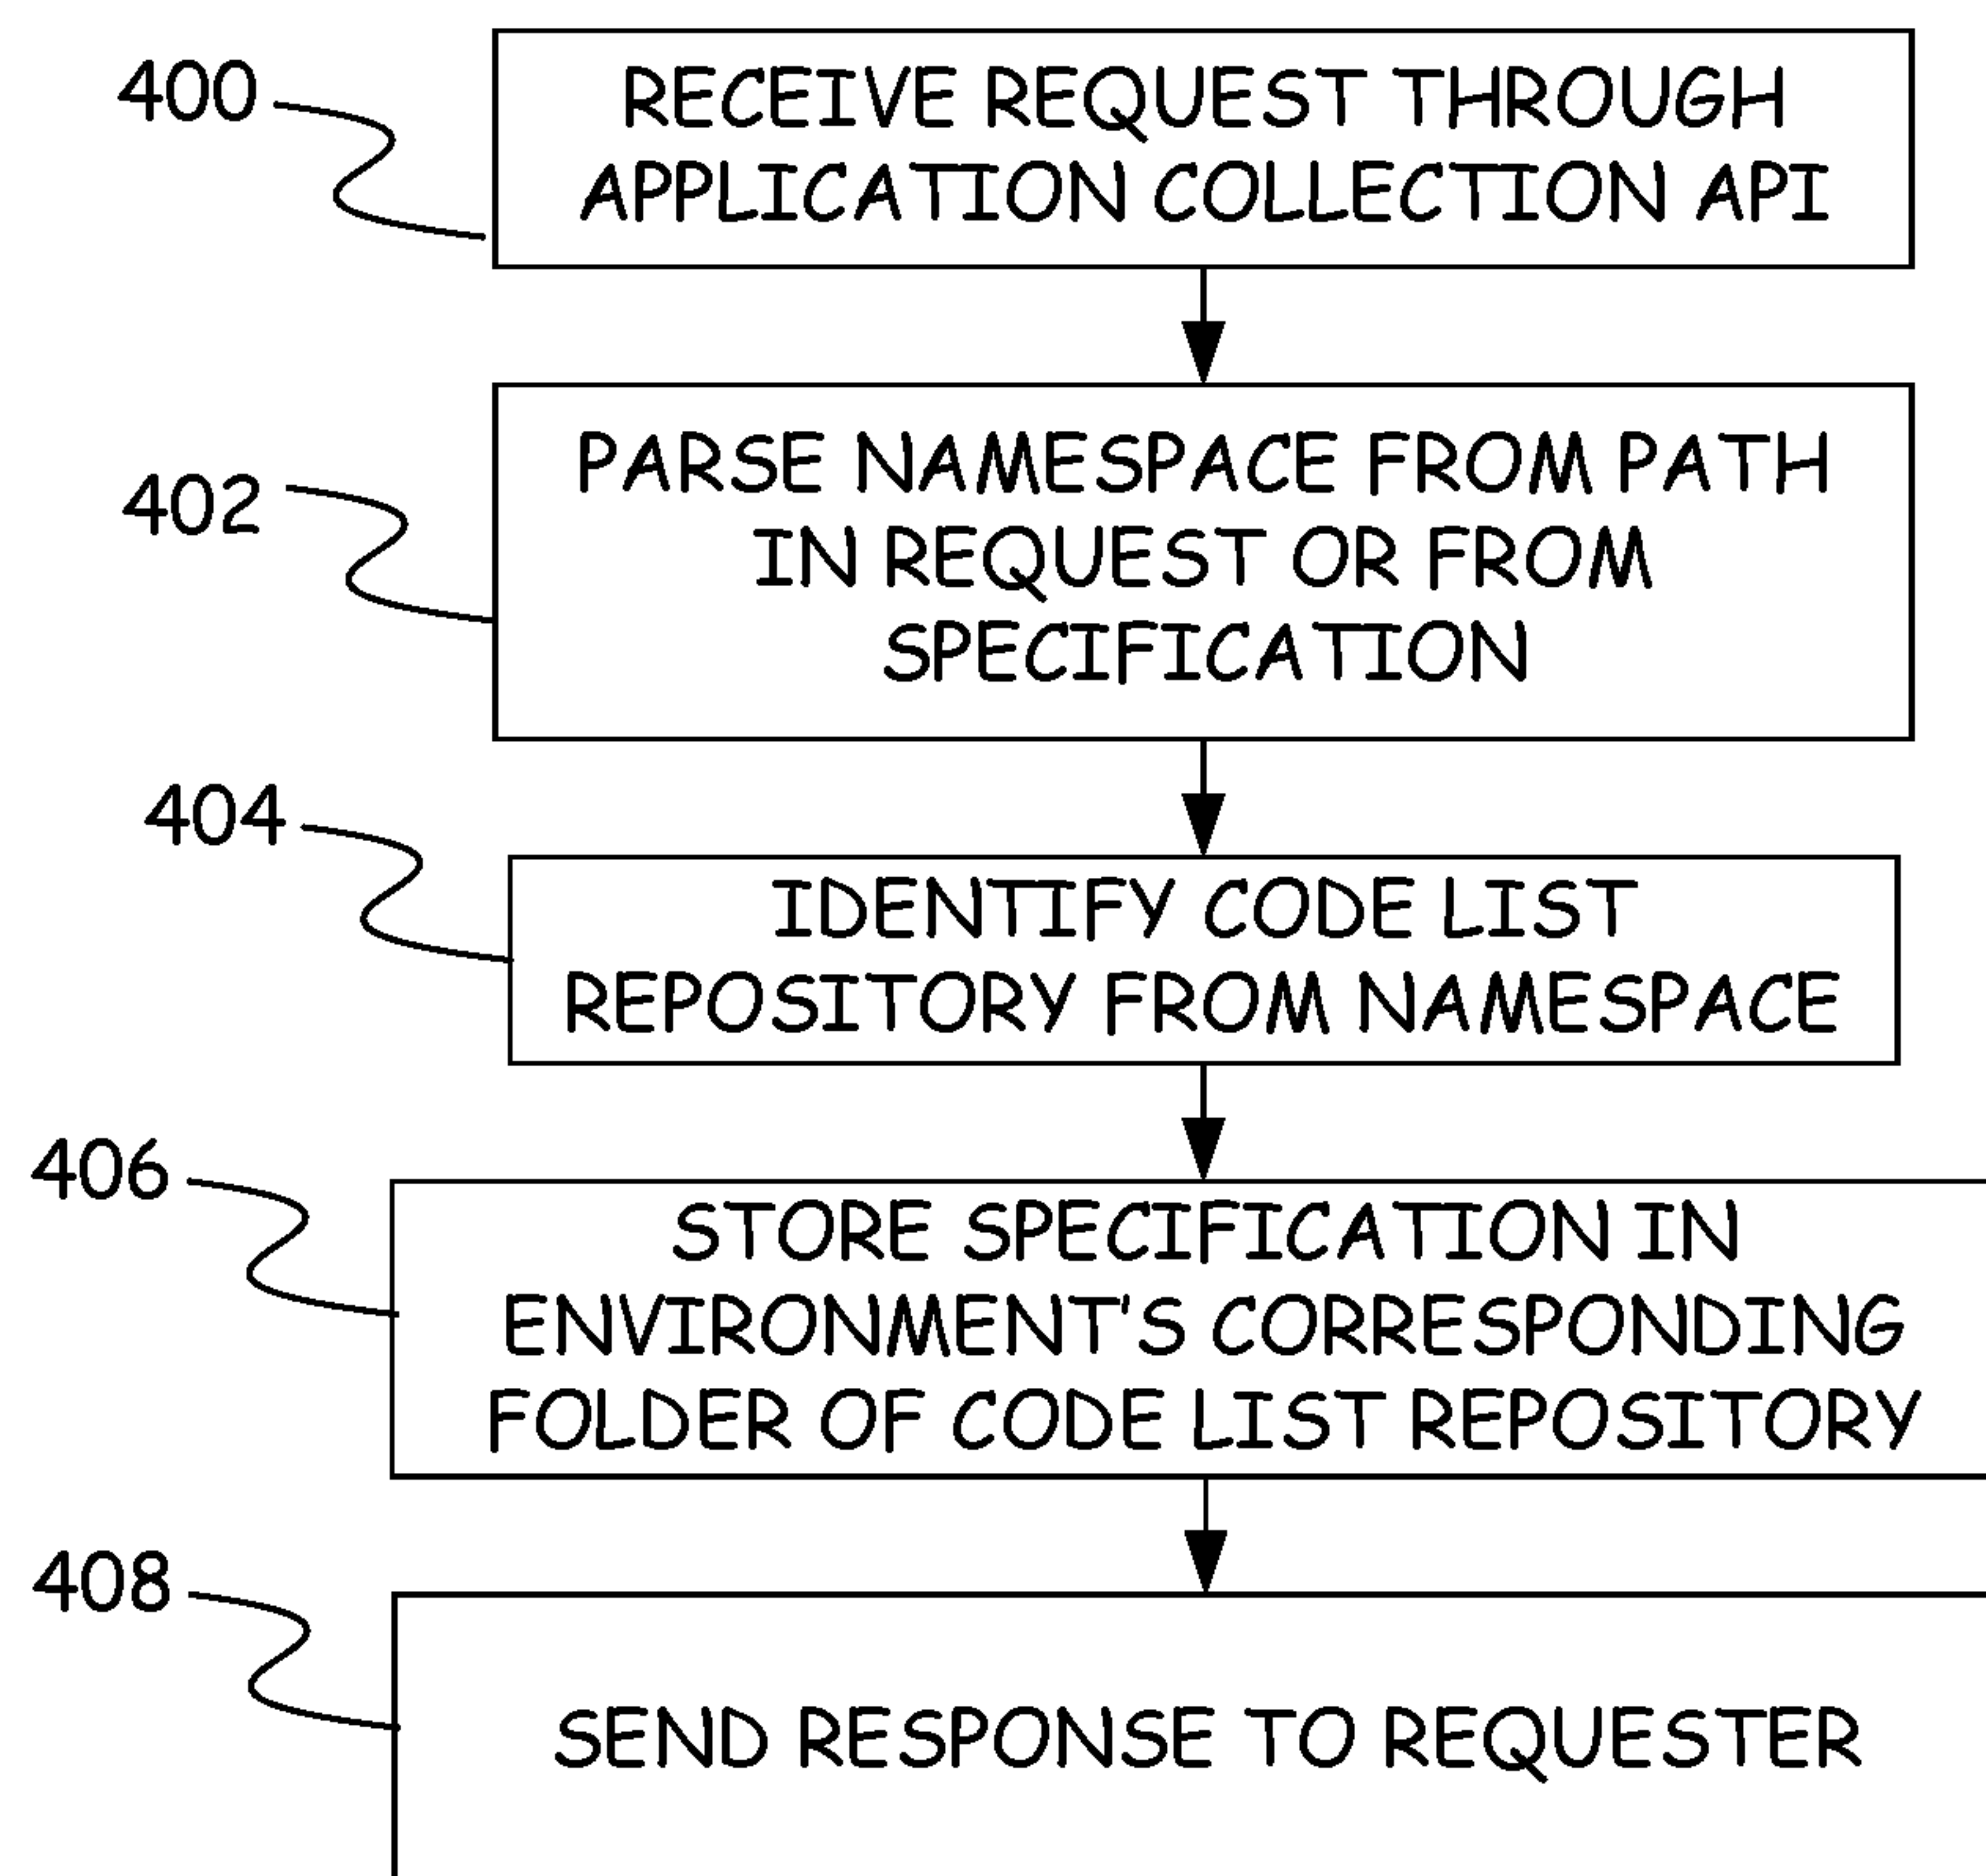 400
RECEIVE REQUEST THROUGH
APPLICATION COLLECTION API
402
PARSE NAMESPACE FROM PATH
IN REQUEST OR FROM
SPECIFICATION
404
IDENTIFY CODE LIST
REPOSITORY FROM NAMESPACE
406
STORE SPECIFICATION IN
ENVIRONMENT'S CORRESPONDING
FOLDER OF CODE LIST REPOSITORY
408
SEND RESPONSE TO REQUESTER